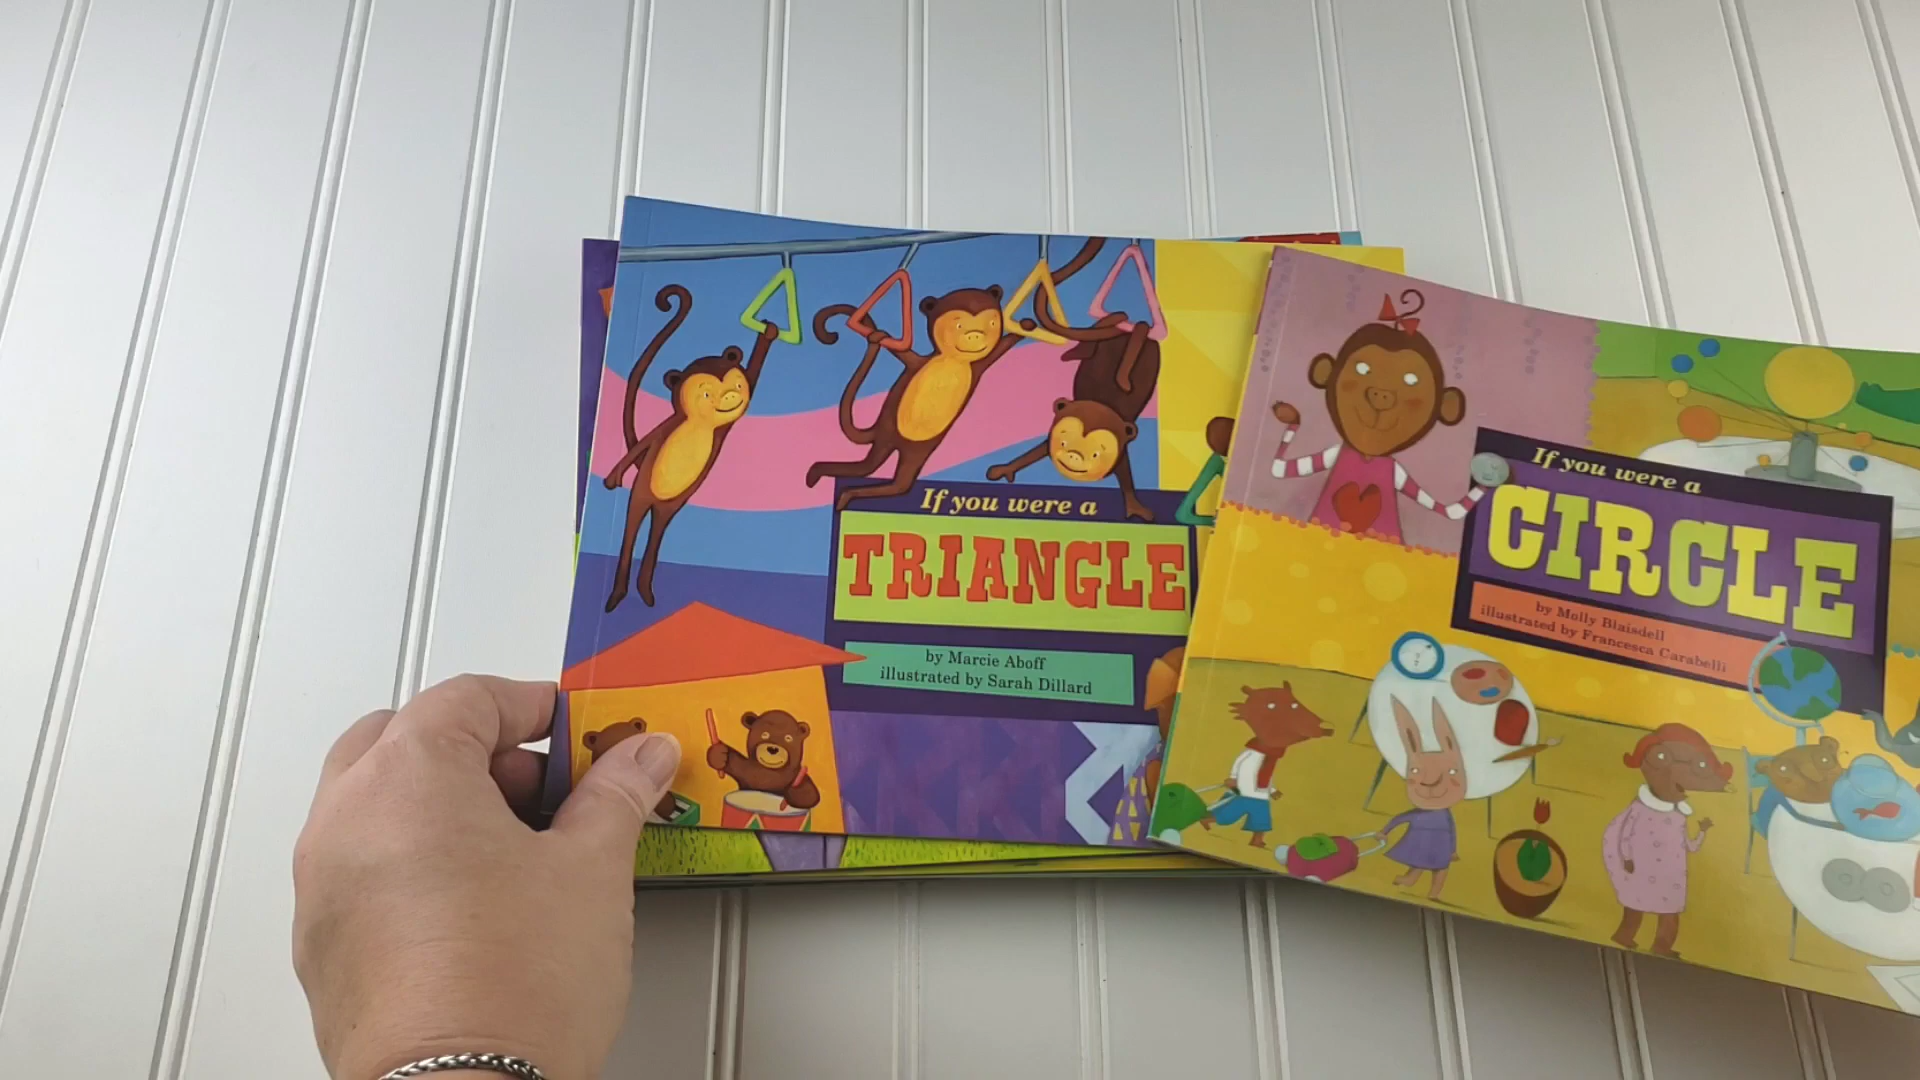 If you were a
TRIANGLE
by Marcie Aboff
illustrated by Sarah Dillard
If you were a
CIRCLE
by Molly Blaisdell
illustrated by Francesca Carabelli